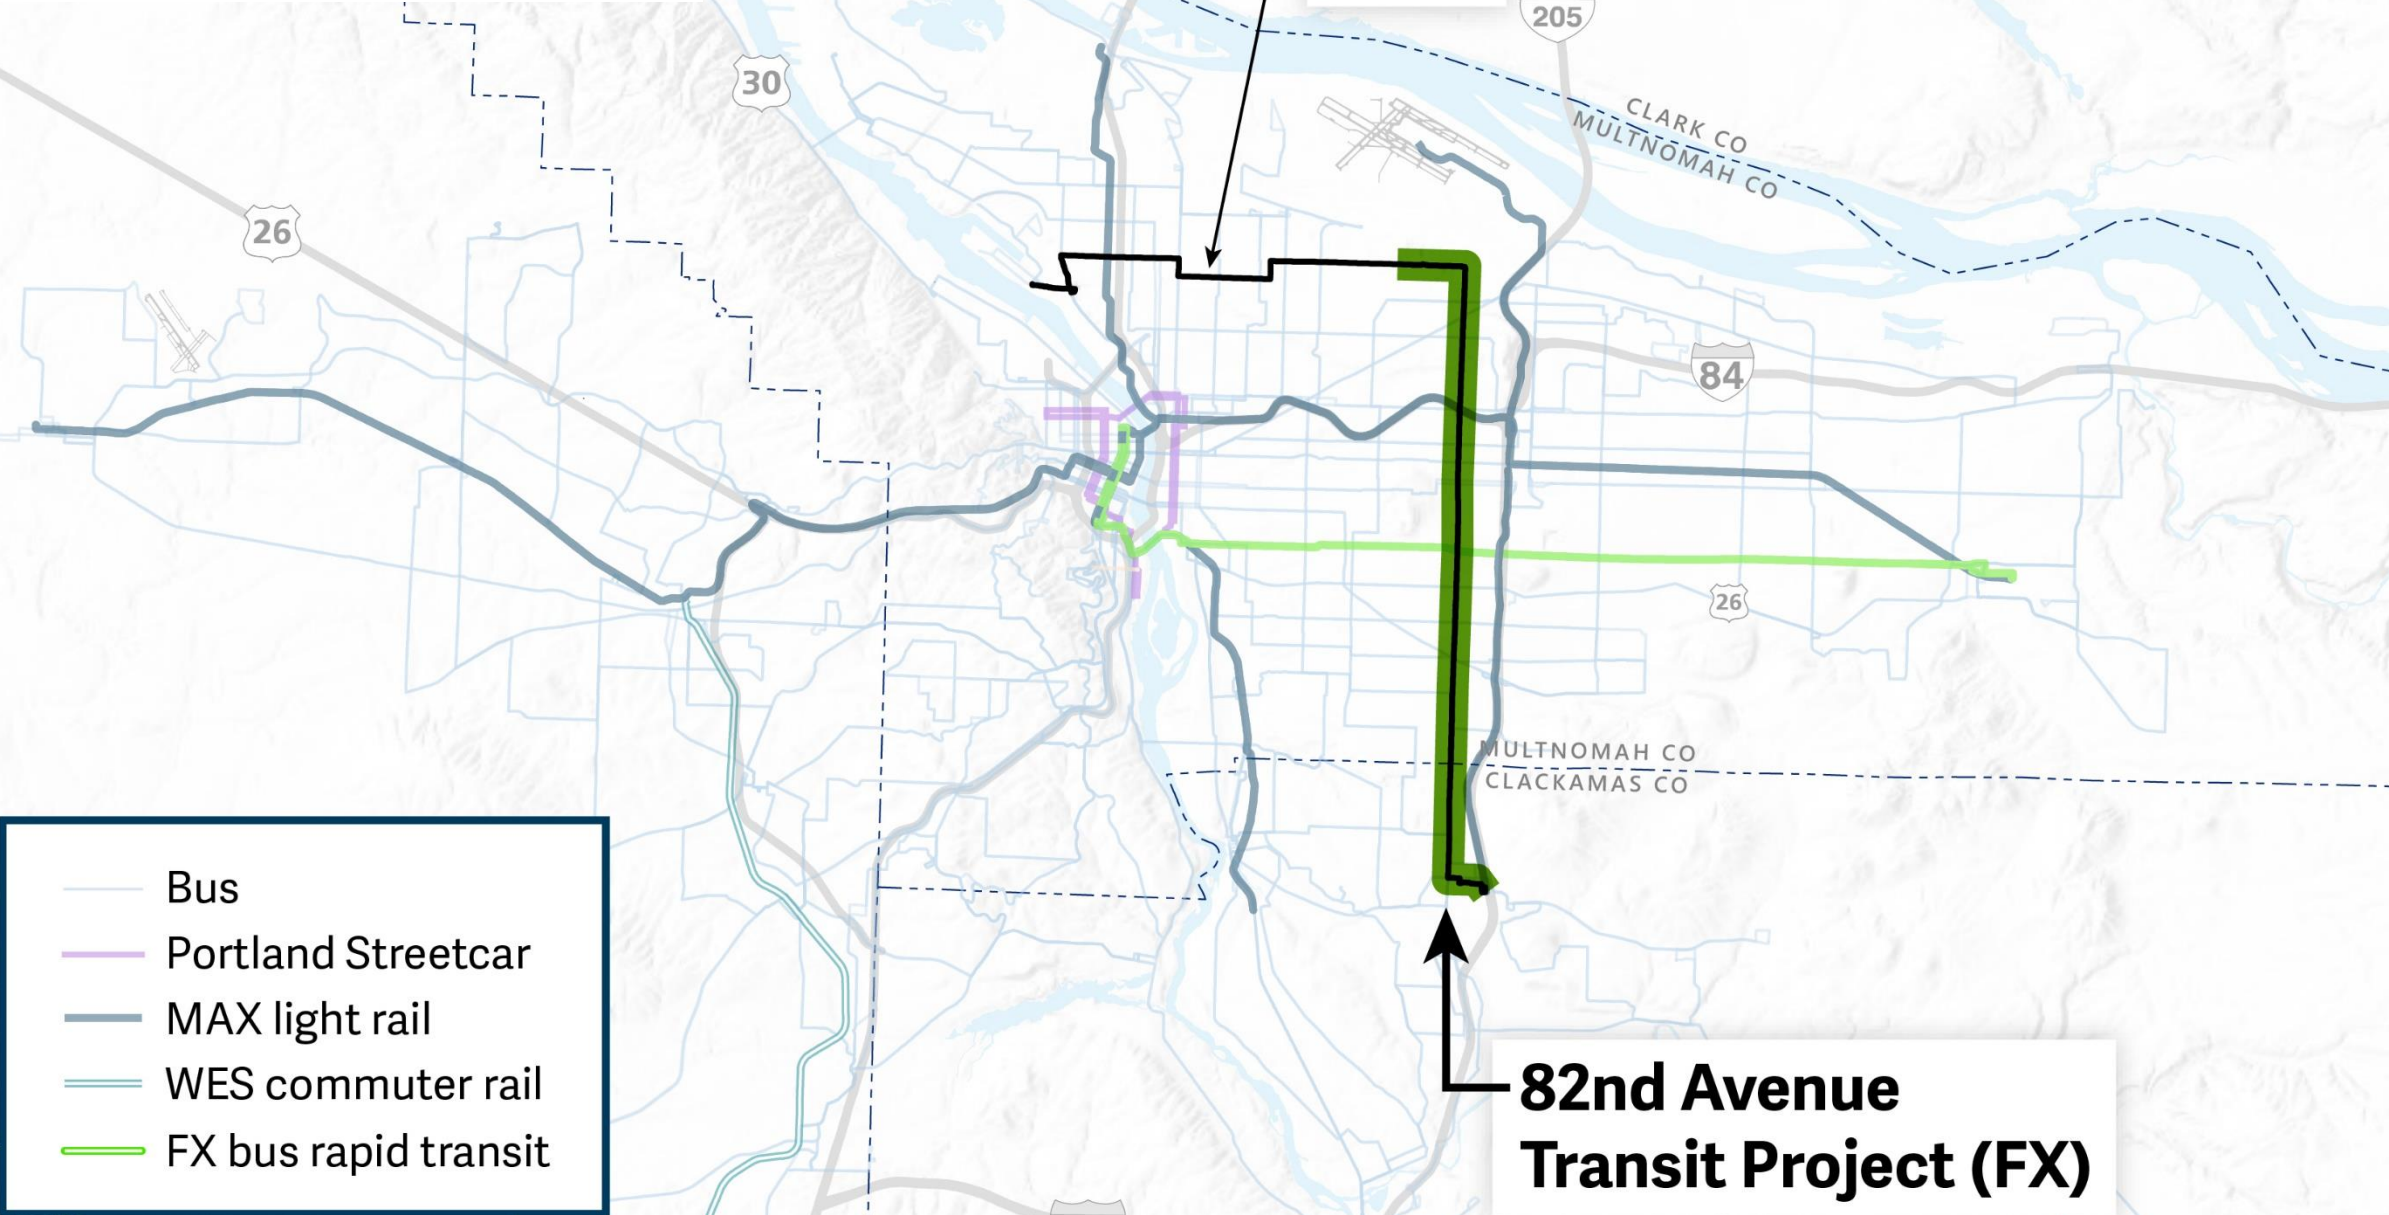 205
30
CLARK CO
MULTNOMAH CO
26
84
26
MULTNOMAH CO
CLACKAMAS CO
Bus
Portland Streetcar
MAX light rail
WES commuter rail
FX bus rapid transit
82nd Avenue
Transit Project (FX)